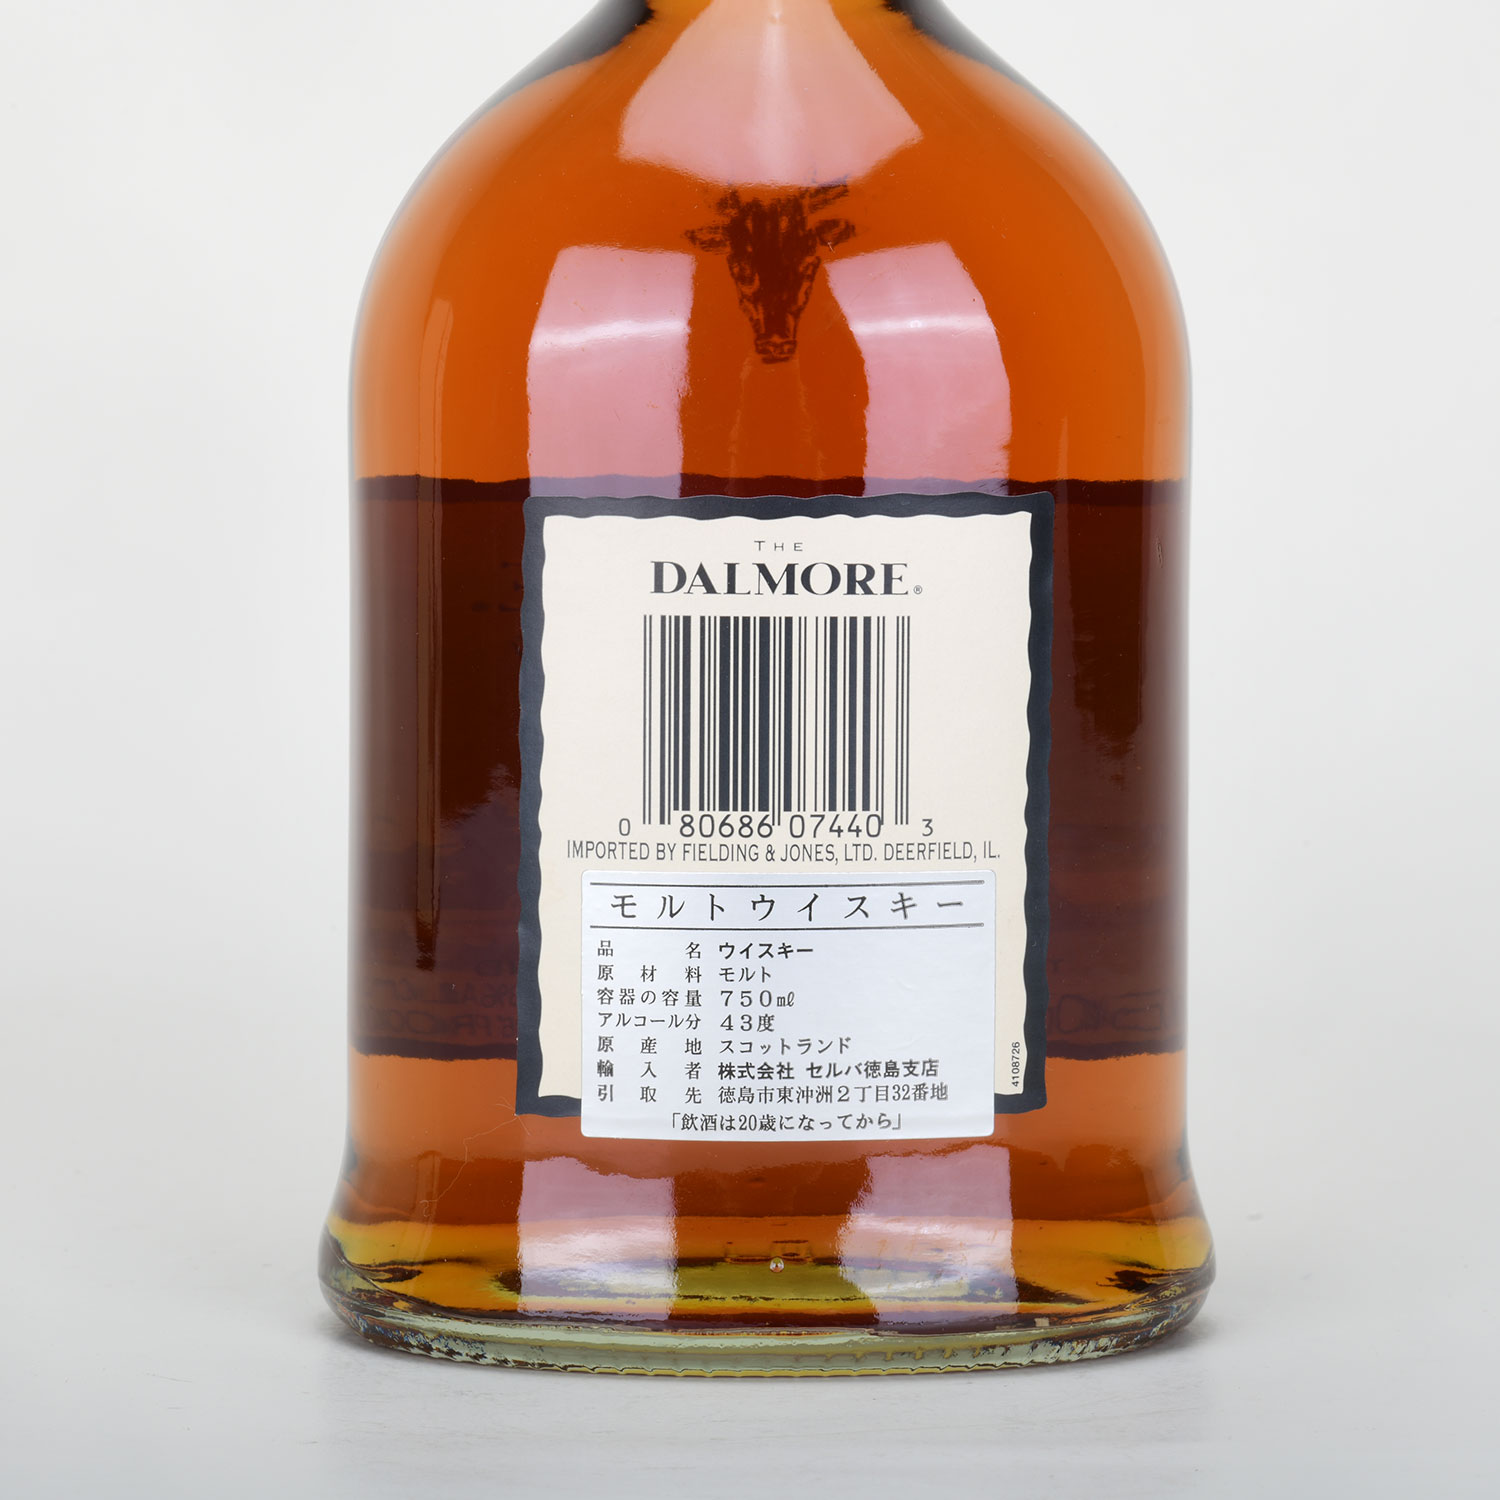 THE
DALMORE®
0 80686 07440 3
IMPORTED BY FIELDING & JONES, LTD. DEERFIELD, IL.
モルトウイスキー
品名 ウイスキー
原材料 モルト
容器の容量 750㎖
アルコール分 43度
原産地 スコットランド
輸入者 株式会社 セルバ徳島支店
引取先 徳島市東沖洲2丁目32番地
「飲酒は20歳になってから」
4108726